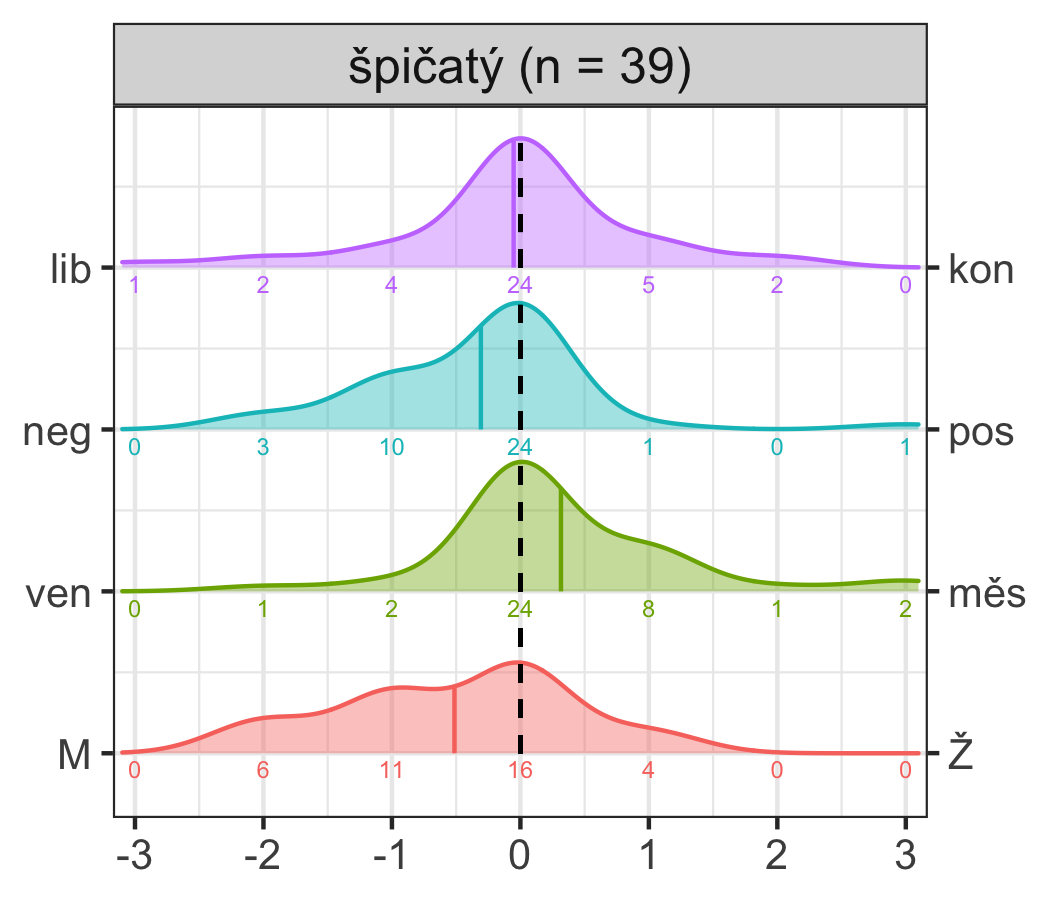 špičatý (n = 39)
lib kon
1 2 4 24 5 2 0
neg pos
0 3 10 24 1 0 1
ven měs
0 1 2 24 8 1 2
M Ž
0 6 11 16 4 0 0
-3 -2 -1 0 1 2 3